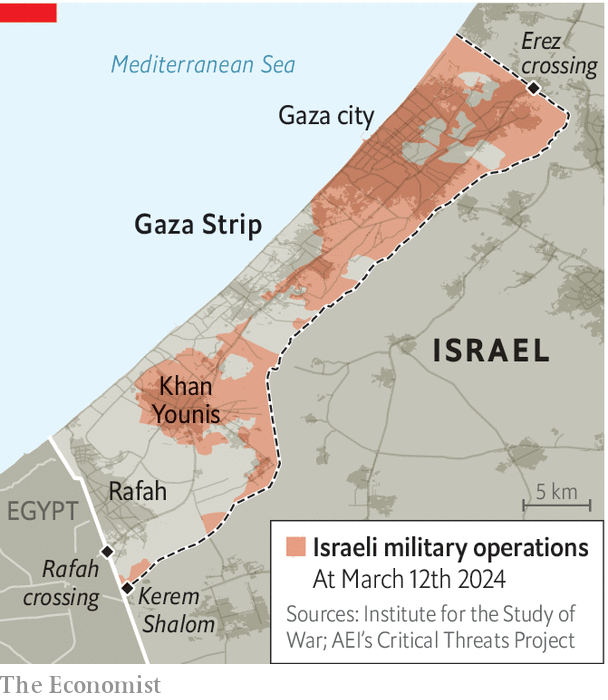 Erez
crossing
Mediterranean Sea
Gaza city
Gaza Strip
ISRAEL
Khan
Younis
Rafah
EGYPT
5 km
Rafah
crossing
Kerem
Shalom
Israeli military operations
At March 12th 2024
Sources: Institute for the Study of
War; AEI's Critical Threats Project
The Economist